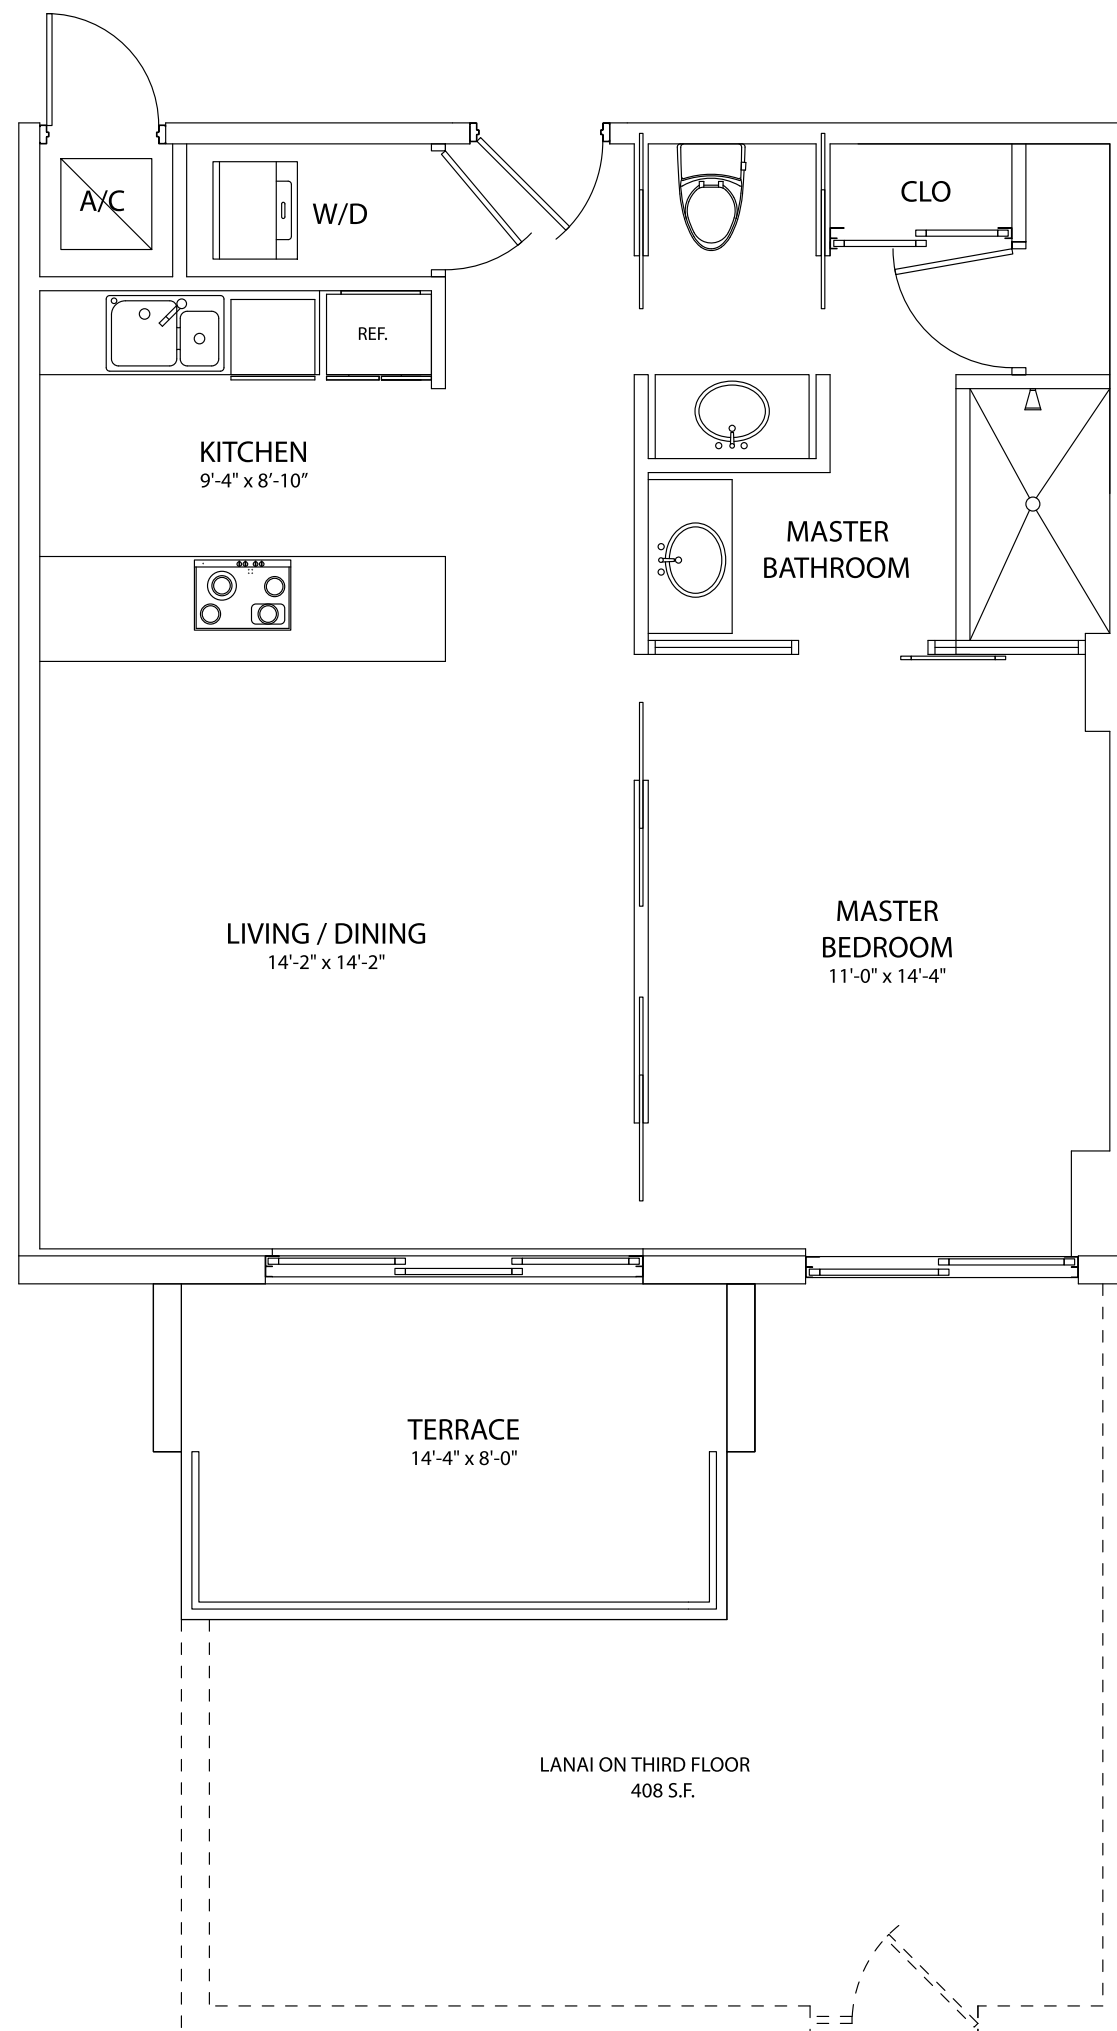 A/C
W/D
CLO
REF.
KITCHEN
9'-4" x 8’-10”
MASTER
BATHROOM
LIVING / DINING
14'-2" x 14'-2"
MASTER
BEDROOM
11'-0" x 14'-4"
TERRACE
14'-4" x 8'-0"
LANAI ON THIRD FLOOR
408 S.F.